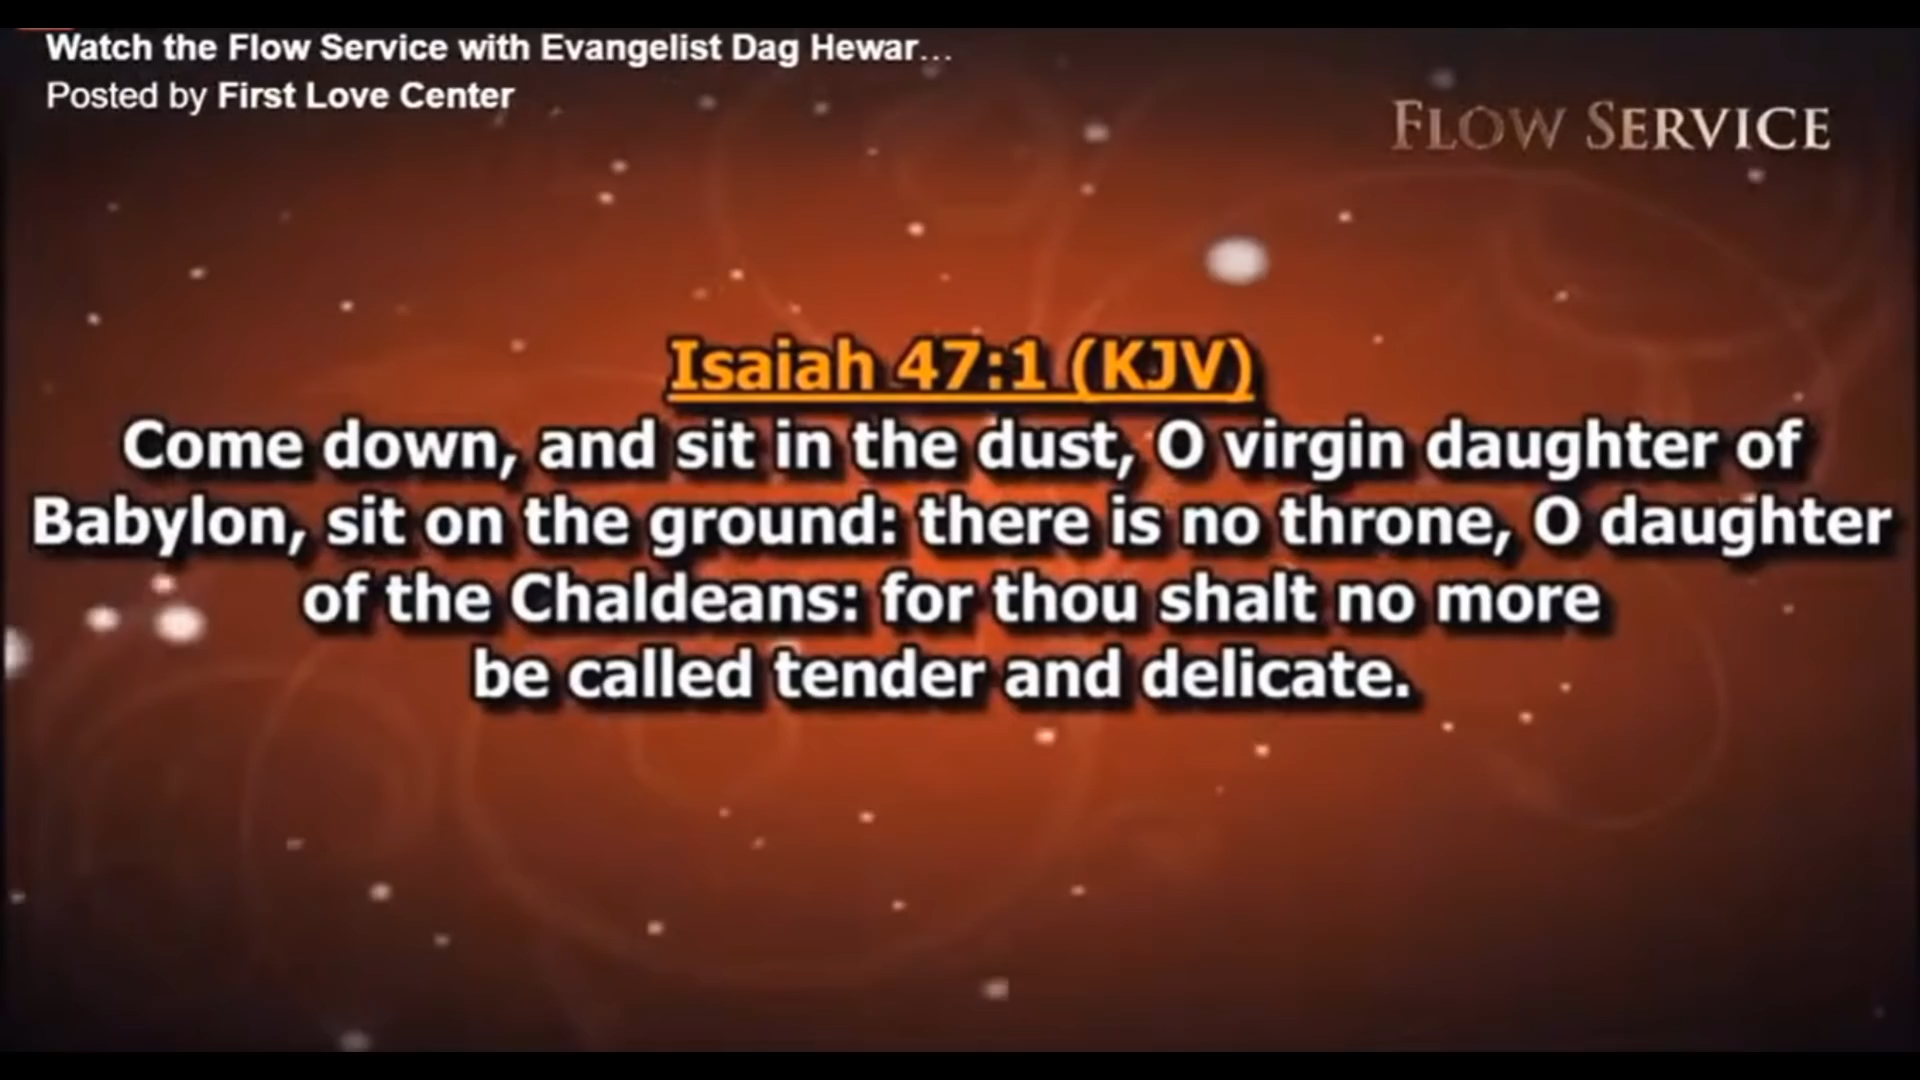 Watch the Flow Service with Evangelist Dag Hewar...
Posted by First Love Center
FLOW SERVICE
Isaiah 47:1 (KJV)
Come down, and sit in the dust, O virgin daughter of
Babylon, sit on the ground: there is no throne, O daughter
of the Chaldeans: for thou shalt no more
be called tender and delicate.